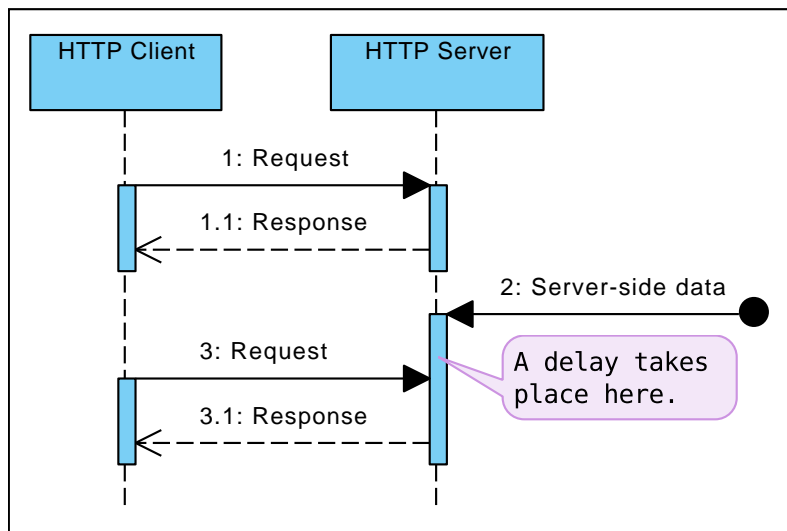 HTTP Client
HTTP Server
1: Request
1.1: Response
2: Server-side data
3: Request
A delay takes
place here.
3.1: Response